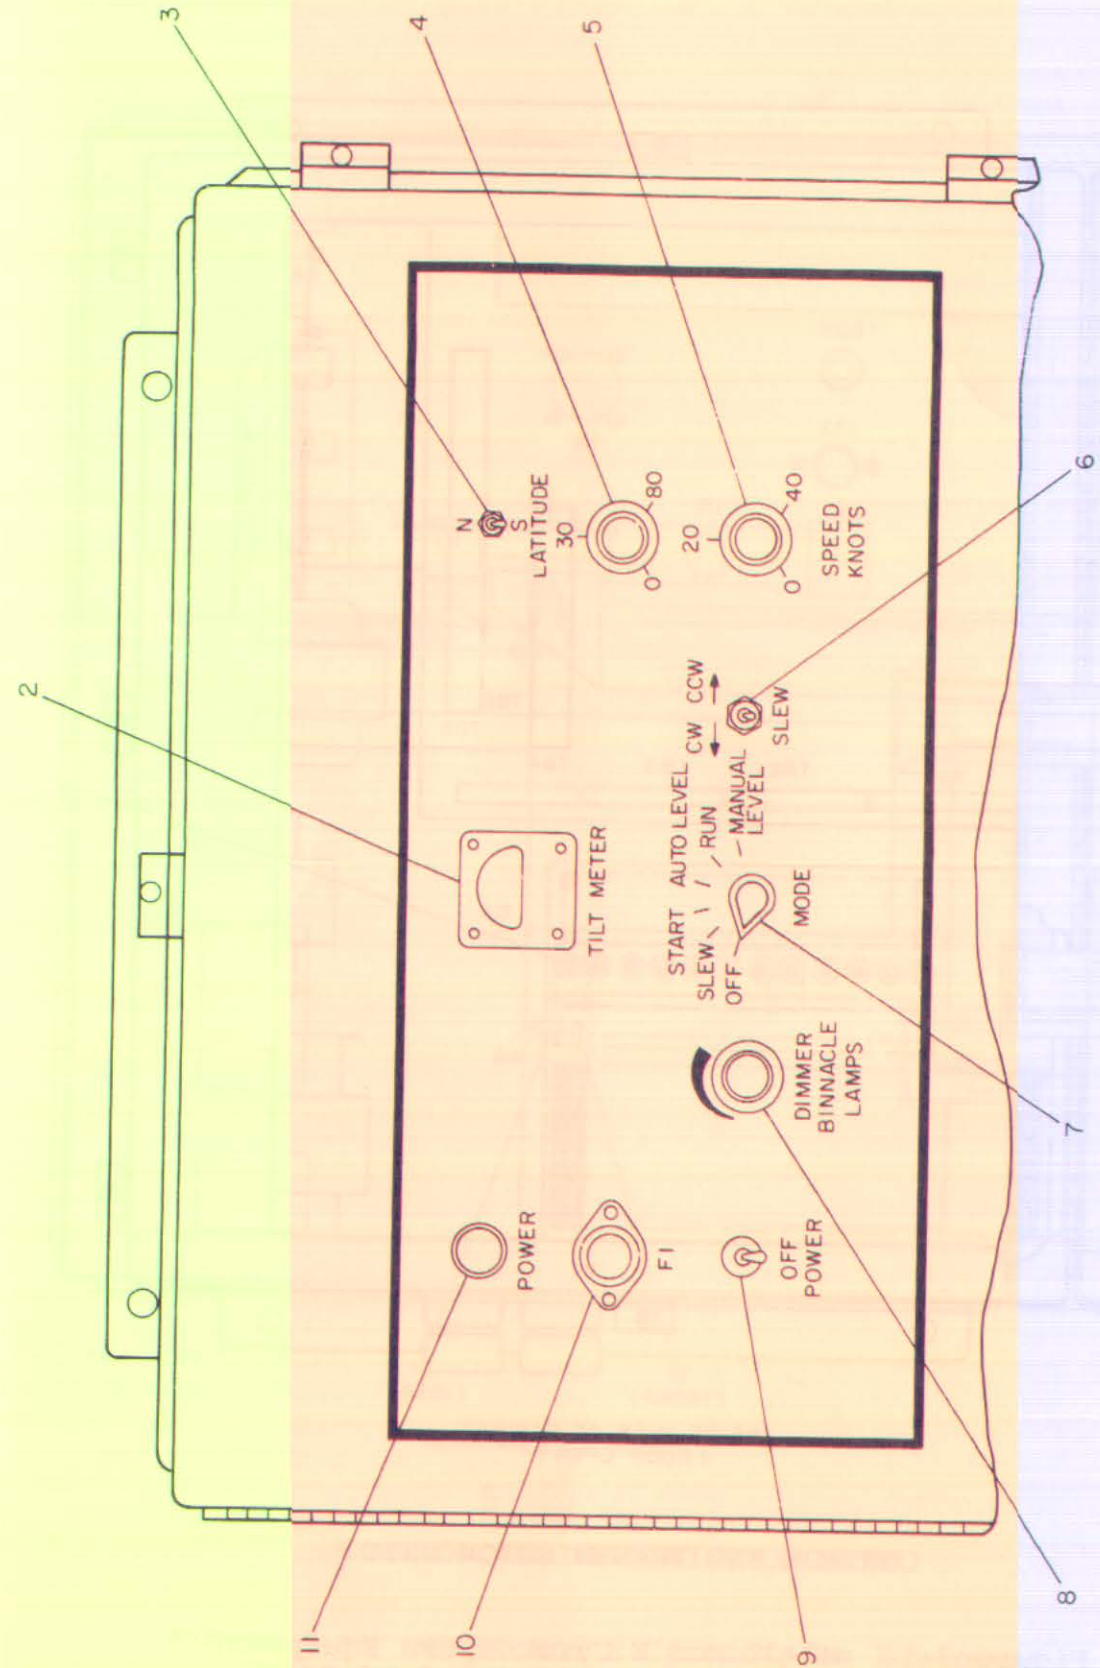 2
3
4
5
N
S
LATITUDE
30
0
80
20
0
40
SPEED
KNOTS
6
TILT METER
START AUTO LEVEL
SLEW
RUN
OFF
MANUAL
LEVEL
MODE
CW CCW
SLEW
7
DIMMER
BINNACLE
LAMPS
8
POWER
F1
OFF
POWER
9
10
11